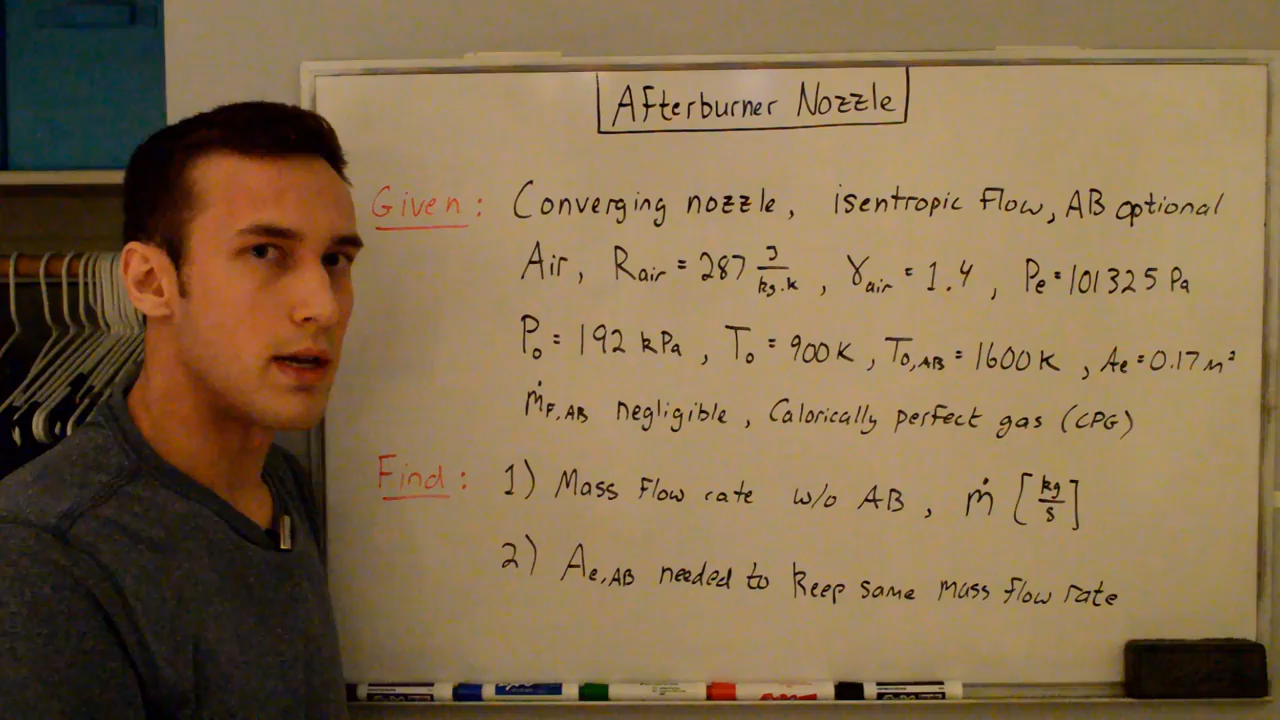 Afterburner Nozzle
Given: Converging nozzle, isentropic flow, AB optional
Air, Rair = 287 J/kg·K, γair = 1.4, Pe = 101325 Pa
P₀ = 192 kPa, T₀ = 900 K, T₀,AB = 1600 K, Ae = 0.17 m²
ṁF,AB negligible, Calorically perfect gas (CPG)
Find: 1) Mass flow rate w/o AB, ṁ [kg/s]
2) Ae,AB needed to keep same mass flow rate